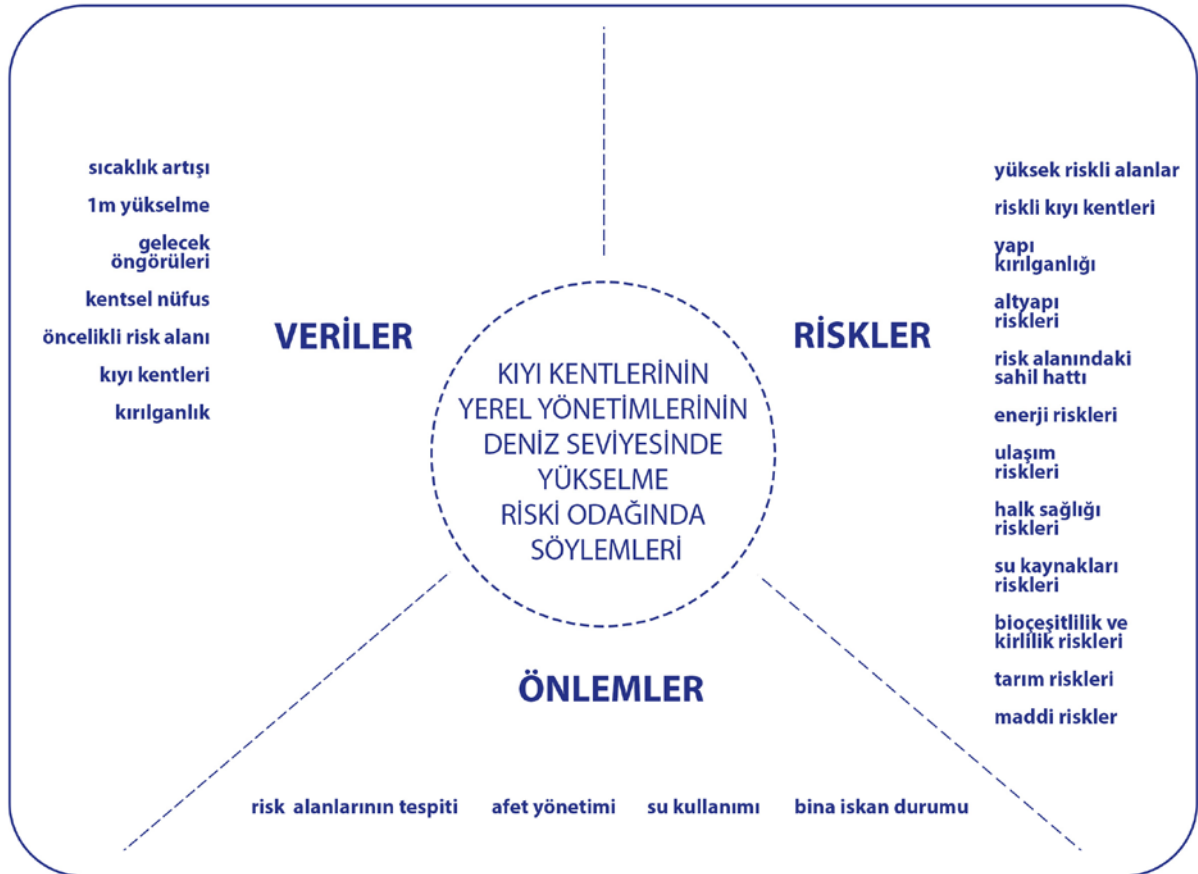 sıcaklık artışı
1m yükselme
gelecek
öngörüleri
kentsel nüfus
öncelikli risk alanı
kıyı kentleri
kırılganlık
VERİLER
KIYI KENTLERİNİN
YEREL YÖNETİMLERİNİN
DENİZ SEVİYESİNDE
YÜKSELME
RİSKİ ODAĞINDA
SÖYLEMLERİ
RİSKLER
yüksek riskli alanlar
riskli kıyı kentleri
yapı
kırılganlığı
altyapı
riskleri
risk alanındaki
sahil hattı
enerji riskleri
ulaşım
riskleri
halk sağlığı
riskleri
su kaynakları
riskleri
bioçeşitlilik ve
kirlilik riskleri
tarım riskleri
maddi riskler
ÖNLEMLER
risk alanlarının tespiti afet yönetimi su kullanımı bina iskan durumu